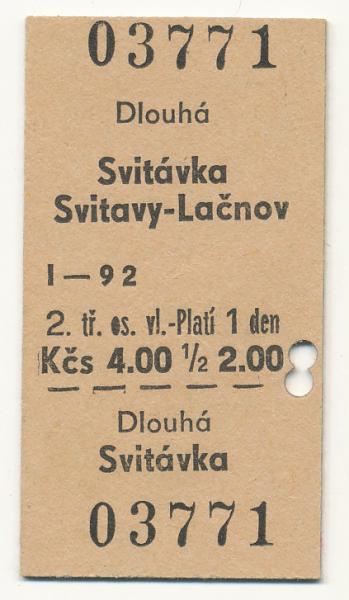 03771
Dlouhá
Svitávka
Svitavy-Lačnov
I — 92
2. tř. os. vl.-Platí 1 den
Kčs 4.00 ½ 2.00
Dlouhá
Svitávka
03771